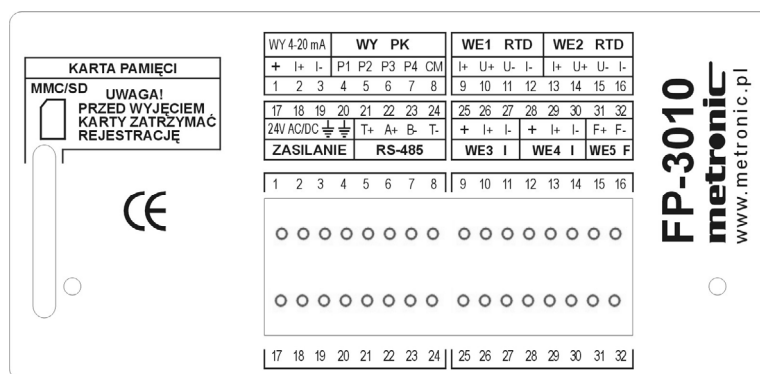 KARTA PAMIĘCI
MMC/SD
UWAGA!
PRZED WYJĘCIEM
KARTY ZATRZYMAĆ
REJESTRACJĘ
CE
WY 4-20 mA WY PK WE1 RTD WE2 RTD
+ I+ I- P1 P2 P3 P4 CM I+ U+ U- I- I+ U+ U- I-
1 2 3 4 5 6 7 8 9 10 11 12 13 14 15 16
17 18 19 20 21 22 23 24 25 26 27 28 29 30 31 32
24V AC/DC T+ A+ B- T- + I+ I- + I+ I- F+ F-
ZASILANIE RS-485 WE3 I WE4 I WE5 F
1 2 3 4 5 6 7 8 9 10 11 12 13 14 15 16
17 18 19 20 21 22 23 24 25 26 27 28 29 30 31 32
FP-3010
metronic
www.metronic.pl